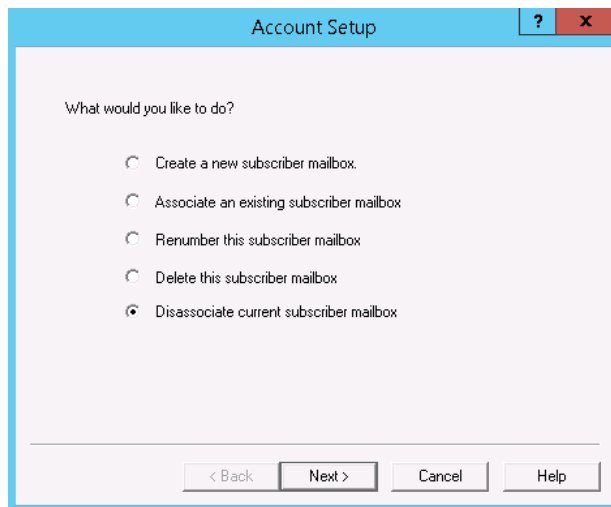 Account Setup
? x
What would you like to do?
Create a new subscriber mailbox.
Associate an existing subscriber mailbox
Renumber this subscriber mailbox
Delete this subscriber mailbox
Disassociate current subscriber mailbox
< Back Next > Cancel Help